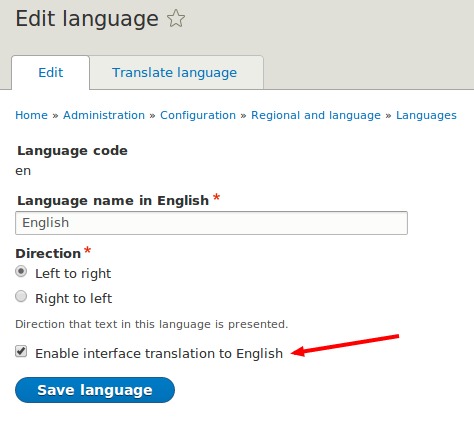 Edit language
Edit
Translate language
Home » Administration » Configuration » Regional and language » Languages
Language code
en
Language name in English *
English
Direction *
Left to right
Right to left
Direction that text in this language is presented.
Enable interface translation to English
Save language